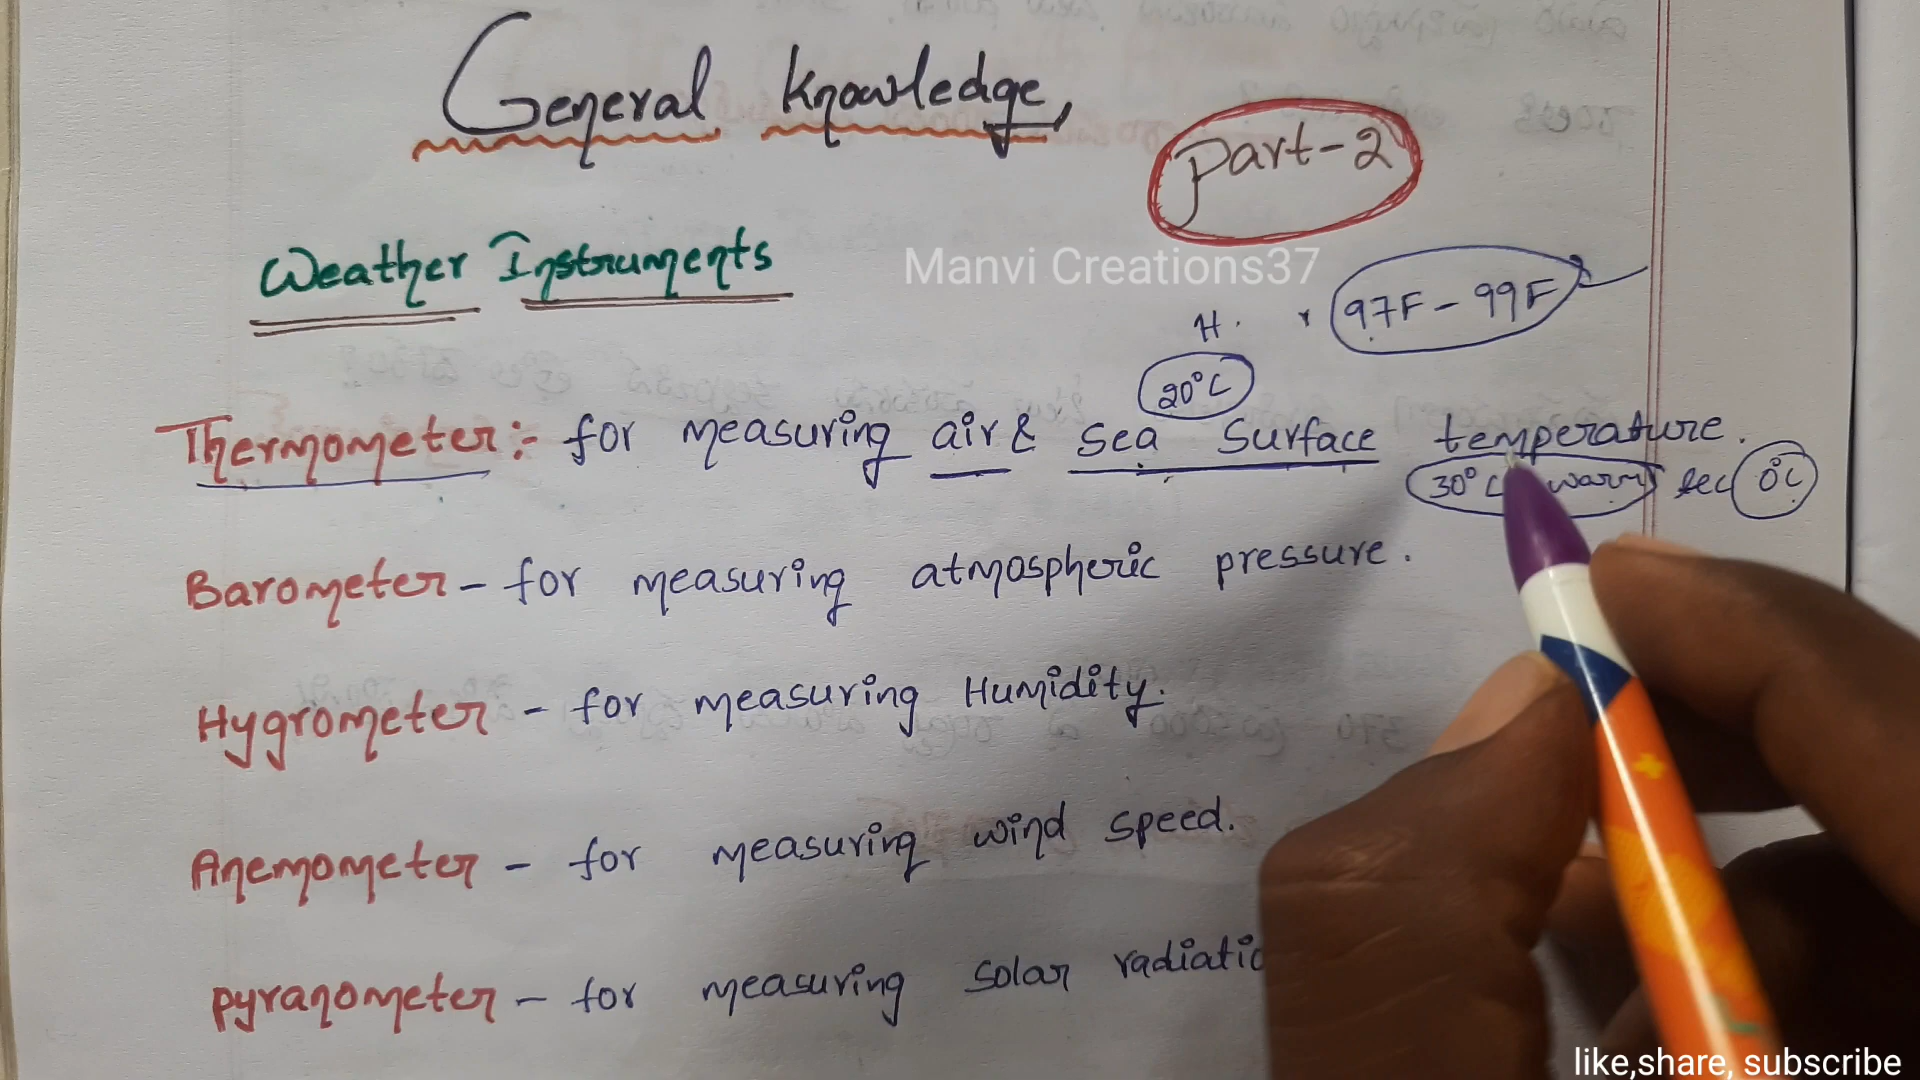 General Knowledge,
Part-2
Weather Instruments
Manvi Creations37
H.
97F - 99F
20°C
Thermometer:- for measuring air & sea surface temperature.
30°C warm 0°C
Barometer - for measuring atmospheric pressure.
Hygrometer - for measuring Humidity.
Anemometer - for measuring wind speed.
pyranometer - for measuring solar radiatio
like,share, subscribe